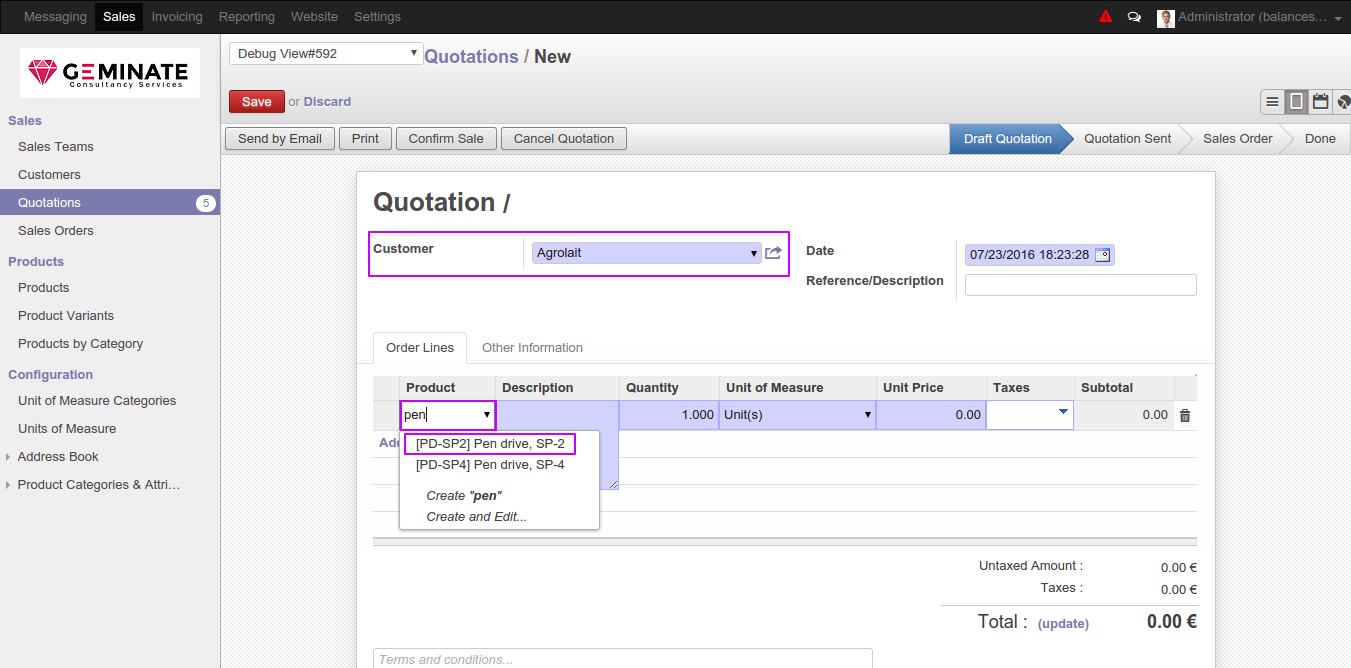 Messaging Sales Invoicing Reporting Website Settings Administrator (balances...
GEMINATE
Consultancy Services
Sales
Sales Teams
Customers
Quotations 5
Sales Orders
Products
Products
Product Variants
Products by Category
Configuration
Unit of Measure Categories
Units of Measure
Address Book
Product Categories & Attri...
Debug View#592 Quotations / New
Save or Discard
Send by Email Print Confirm Sale Cancel Quotation Draft Quotation Quotation Sent Sales Order Done
Quotation /
Customer Agrolait Date 07/23/2016 18:23:28
Reference/Description
Order Lines Other Information
Product Description Quantity Unit of Measure Unit Price Taxes Subtotal
pen 1.000 Unit(s) 0.00 0.00
Ad
[PD-SP2] Pen drive, SP-2
[PD-SP4] Pen drive, SP-4
Create "pen"
Create and Edit...
Untaxed Amount : 0.00 €
Taxes : 0.00 €
Total : (update) 0.00 €
Terms and conditions...